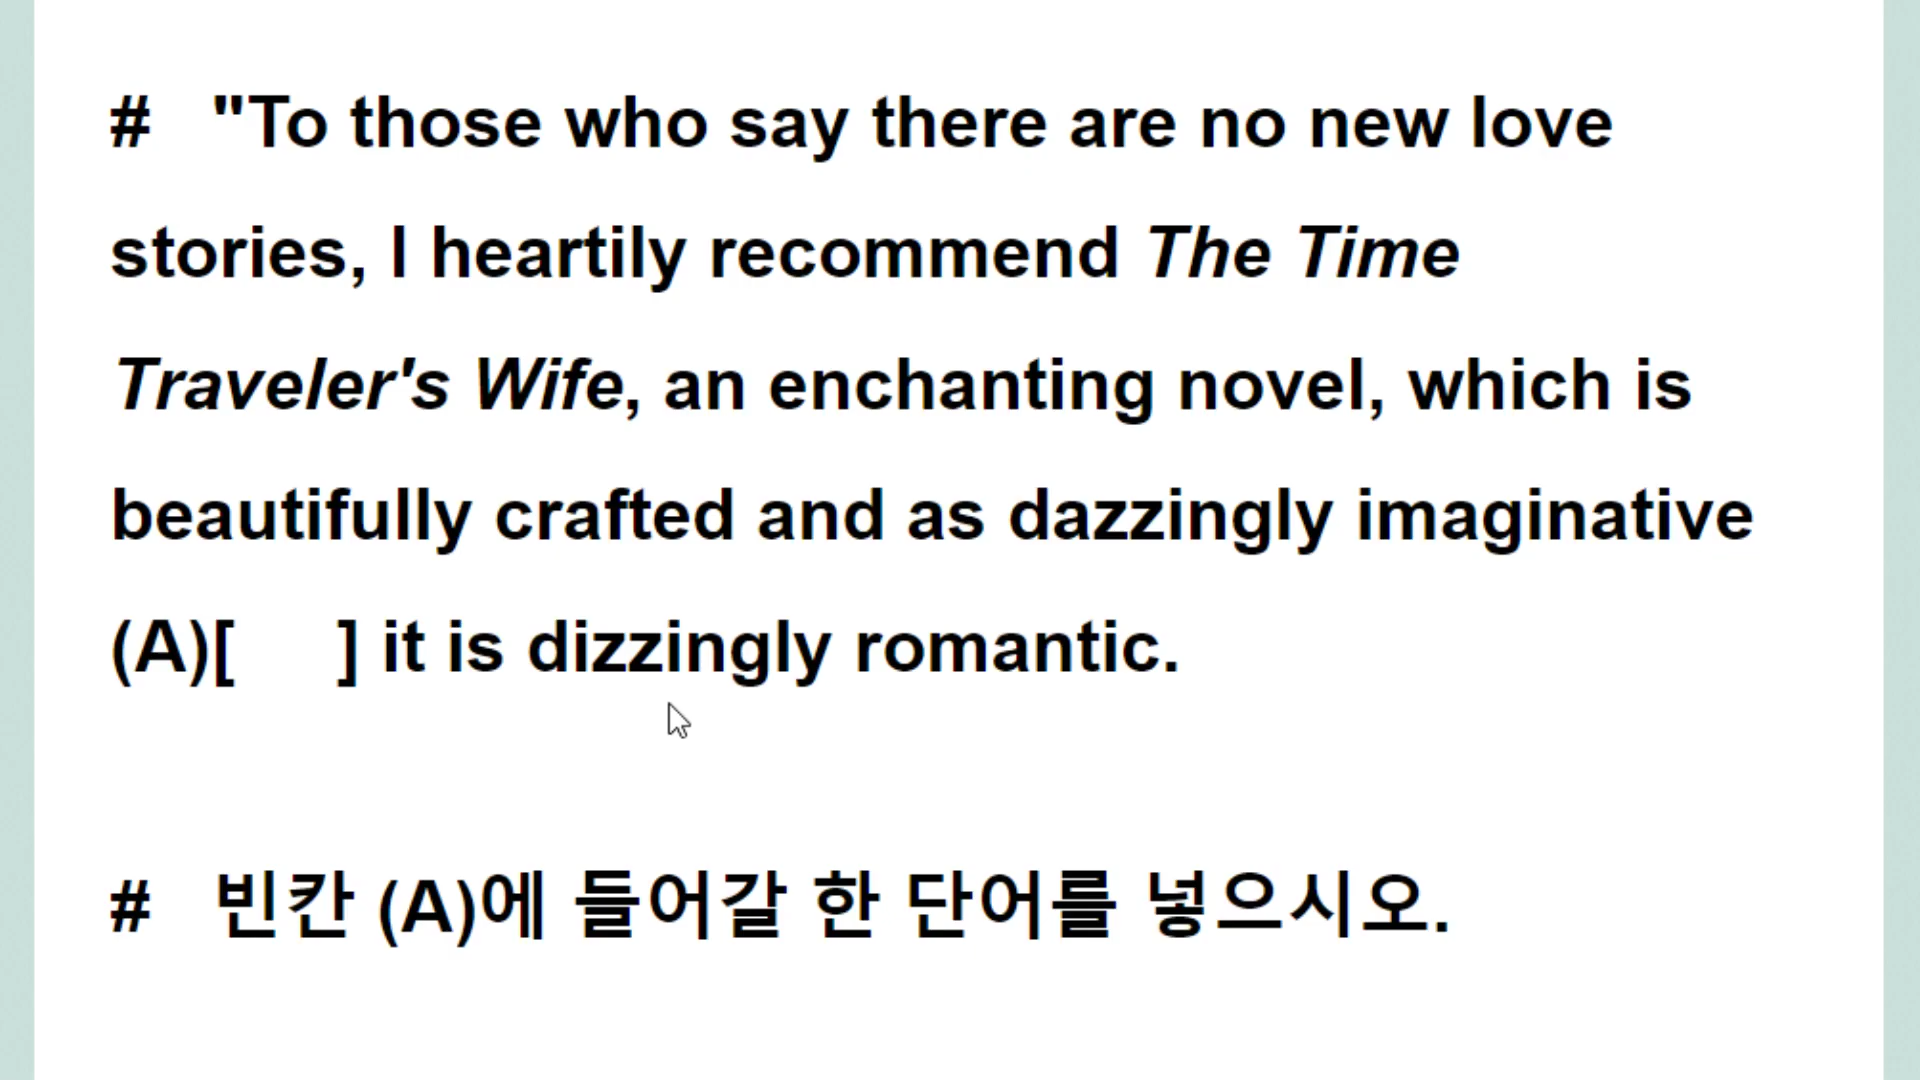 # "To those who say there are no new love
stories, I heartily recommend The Time
Traveler's Wife, an enchanting novel, which is
beautifully crafted and as dazzingly imaginative
(A)[ ] it is dizzingly romantic.
# 빈칸 (A)에 들어갈 한 단어를 넣으시오.